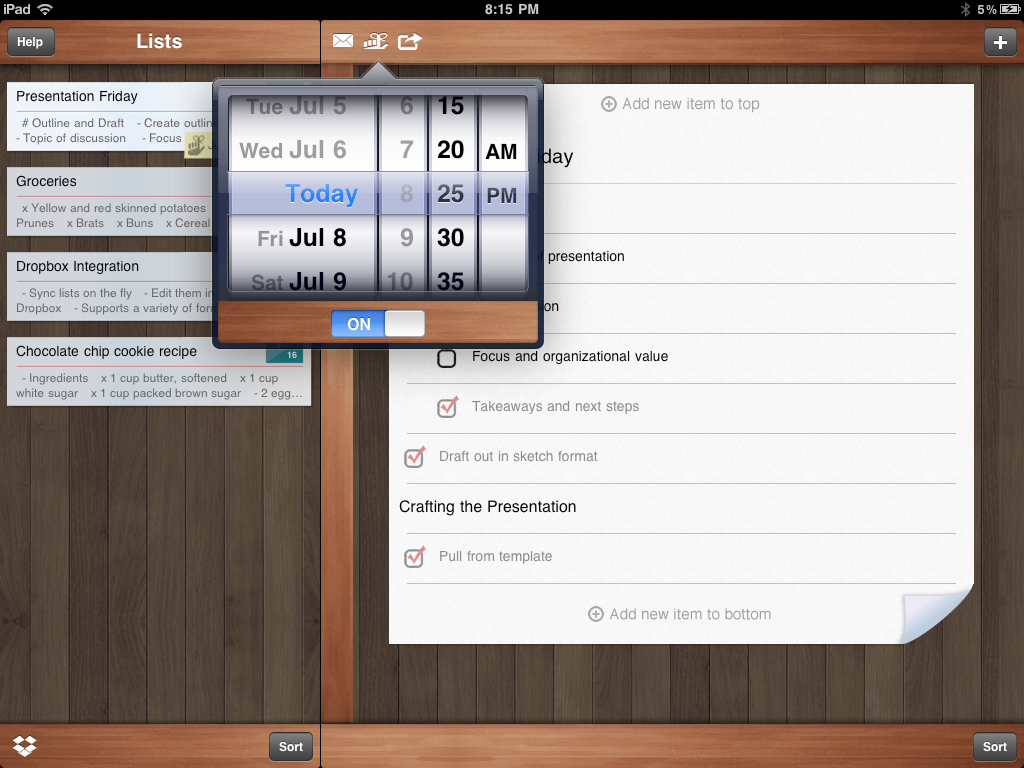 iPad 8:15 PM 5%
Help Lists
+
Presentation Friday
# Outline and Draft - Create outlin
- Topic of discussion - Focus
Groceries
x Yellow and red skinned potatoes
Prunes x Brats x Buns x Cereal
Dropbox Integration
- Sync lists on the fly - Edit them in
Dropbox - Supports a variety of for
Chocolate chip cookie recipe
16
- Ingredients x 1 cup butter, softened x 1 cup
white sugar x 1 cup packed brown sugar - 2 egg…
Tue Jul 5 6 15
Wed Jul 6 7 20 AM
Today 8 25 PM
Fri Jul 8 9 30
Sat Jul 9 10 35
ON
Add new item to top
day
presentation
on
Focus and organizational value
Takeaways and next steps
Draft out in sketch format
Crafting the Presentation
Pull from template
Add new item to bottom
Sort
Sort